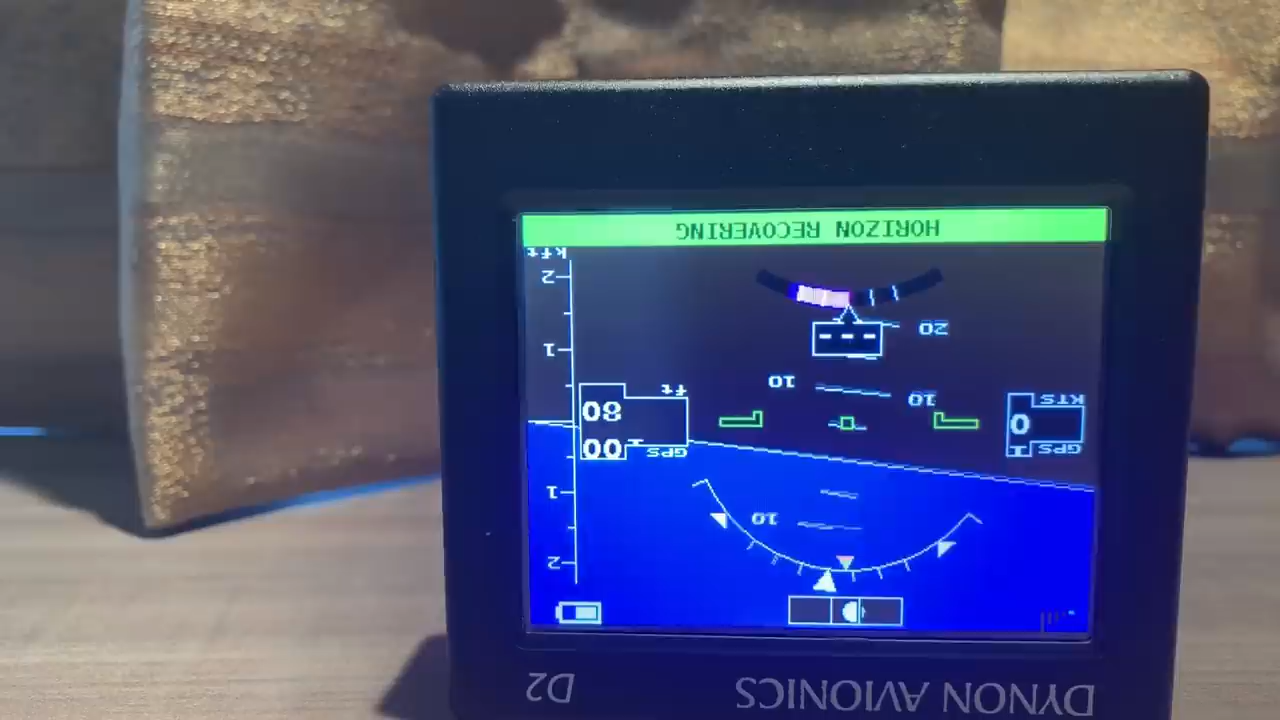 DYNON AVIONICS D2
2
10
1
GPS GPS 00
0 80
KTS 10 10 ft
1
---
20
2
kft
HORIZON RECOVERING